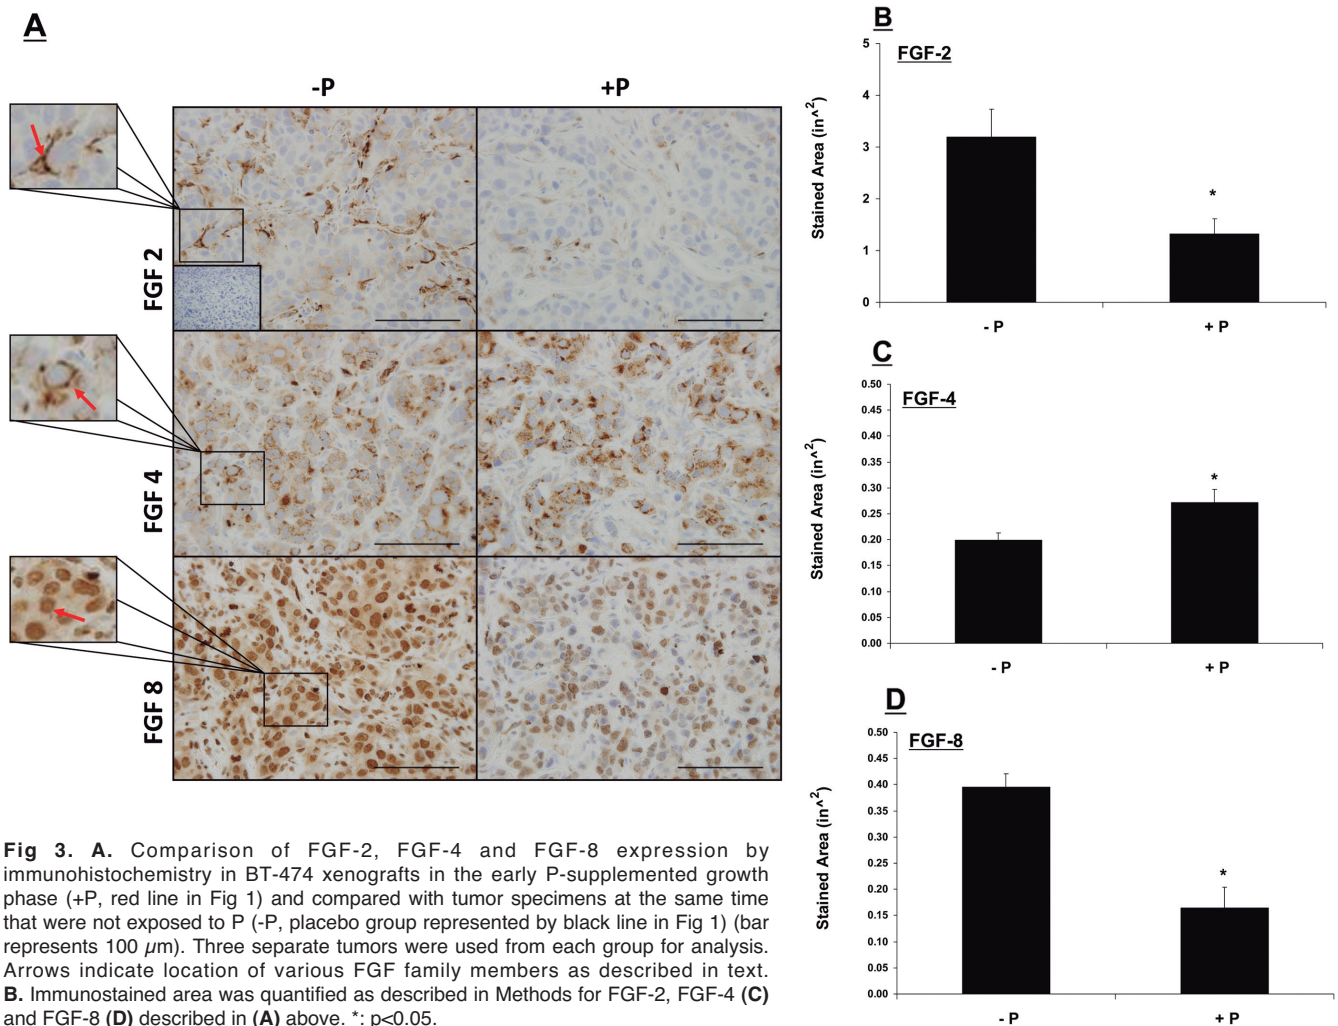 A
-P
+P
FGF 2
FGF 4
FGF 8
B
FGF-2
Stained Area (in^2)
5
4
3
2
1
0
*
- P
+ P
C
FGF-4
Stained Area (in^2)
0.50
0.45
0.40
0.35
0.30
0.25
0.20
0.15
0.10
0.05
0.00
*
- P
+ P
D
FGF-8
Stained Area (in^2)
0.50
0.45
0.40
0.35
0.30
0.25
0.20
0.15
0.10
0.05
0.00
*
- P
+ P
Fig 3. A. Comparison of FGF-2, FGF-4 and FGF-8 expression by
immunohistochemistry in BT-474 xenografts in the early P-supplemented growth
phase (+P, red line in Fig 1) and compared with tumor specimens at the same time
that were not exposed to P (-P, placebo group represented by black line in Fig 1) (bar
represents 100 µm). Three separate tumors were used from each group for analysis.
Arrows indicate location of various FGF family members as described in text.
B. Immunostained area was quantified as described in Methods for FGF-2, FGF-4 (C)
and FGF-8 (D) described in (A) above. *: p<0.05.